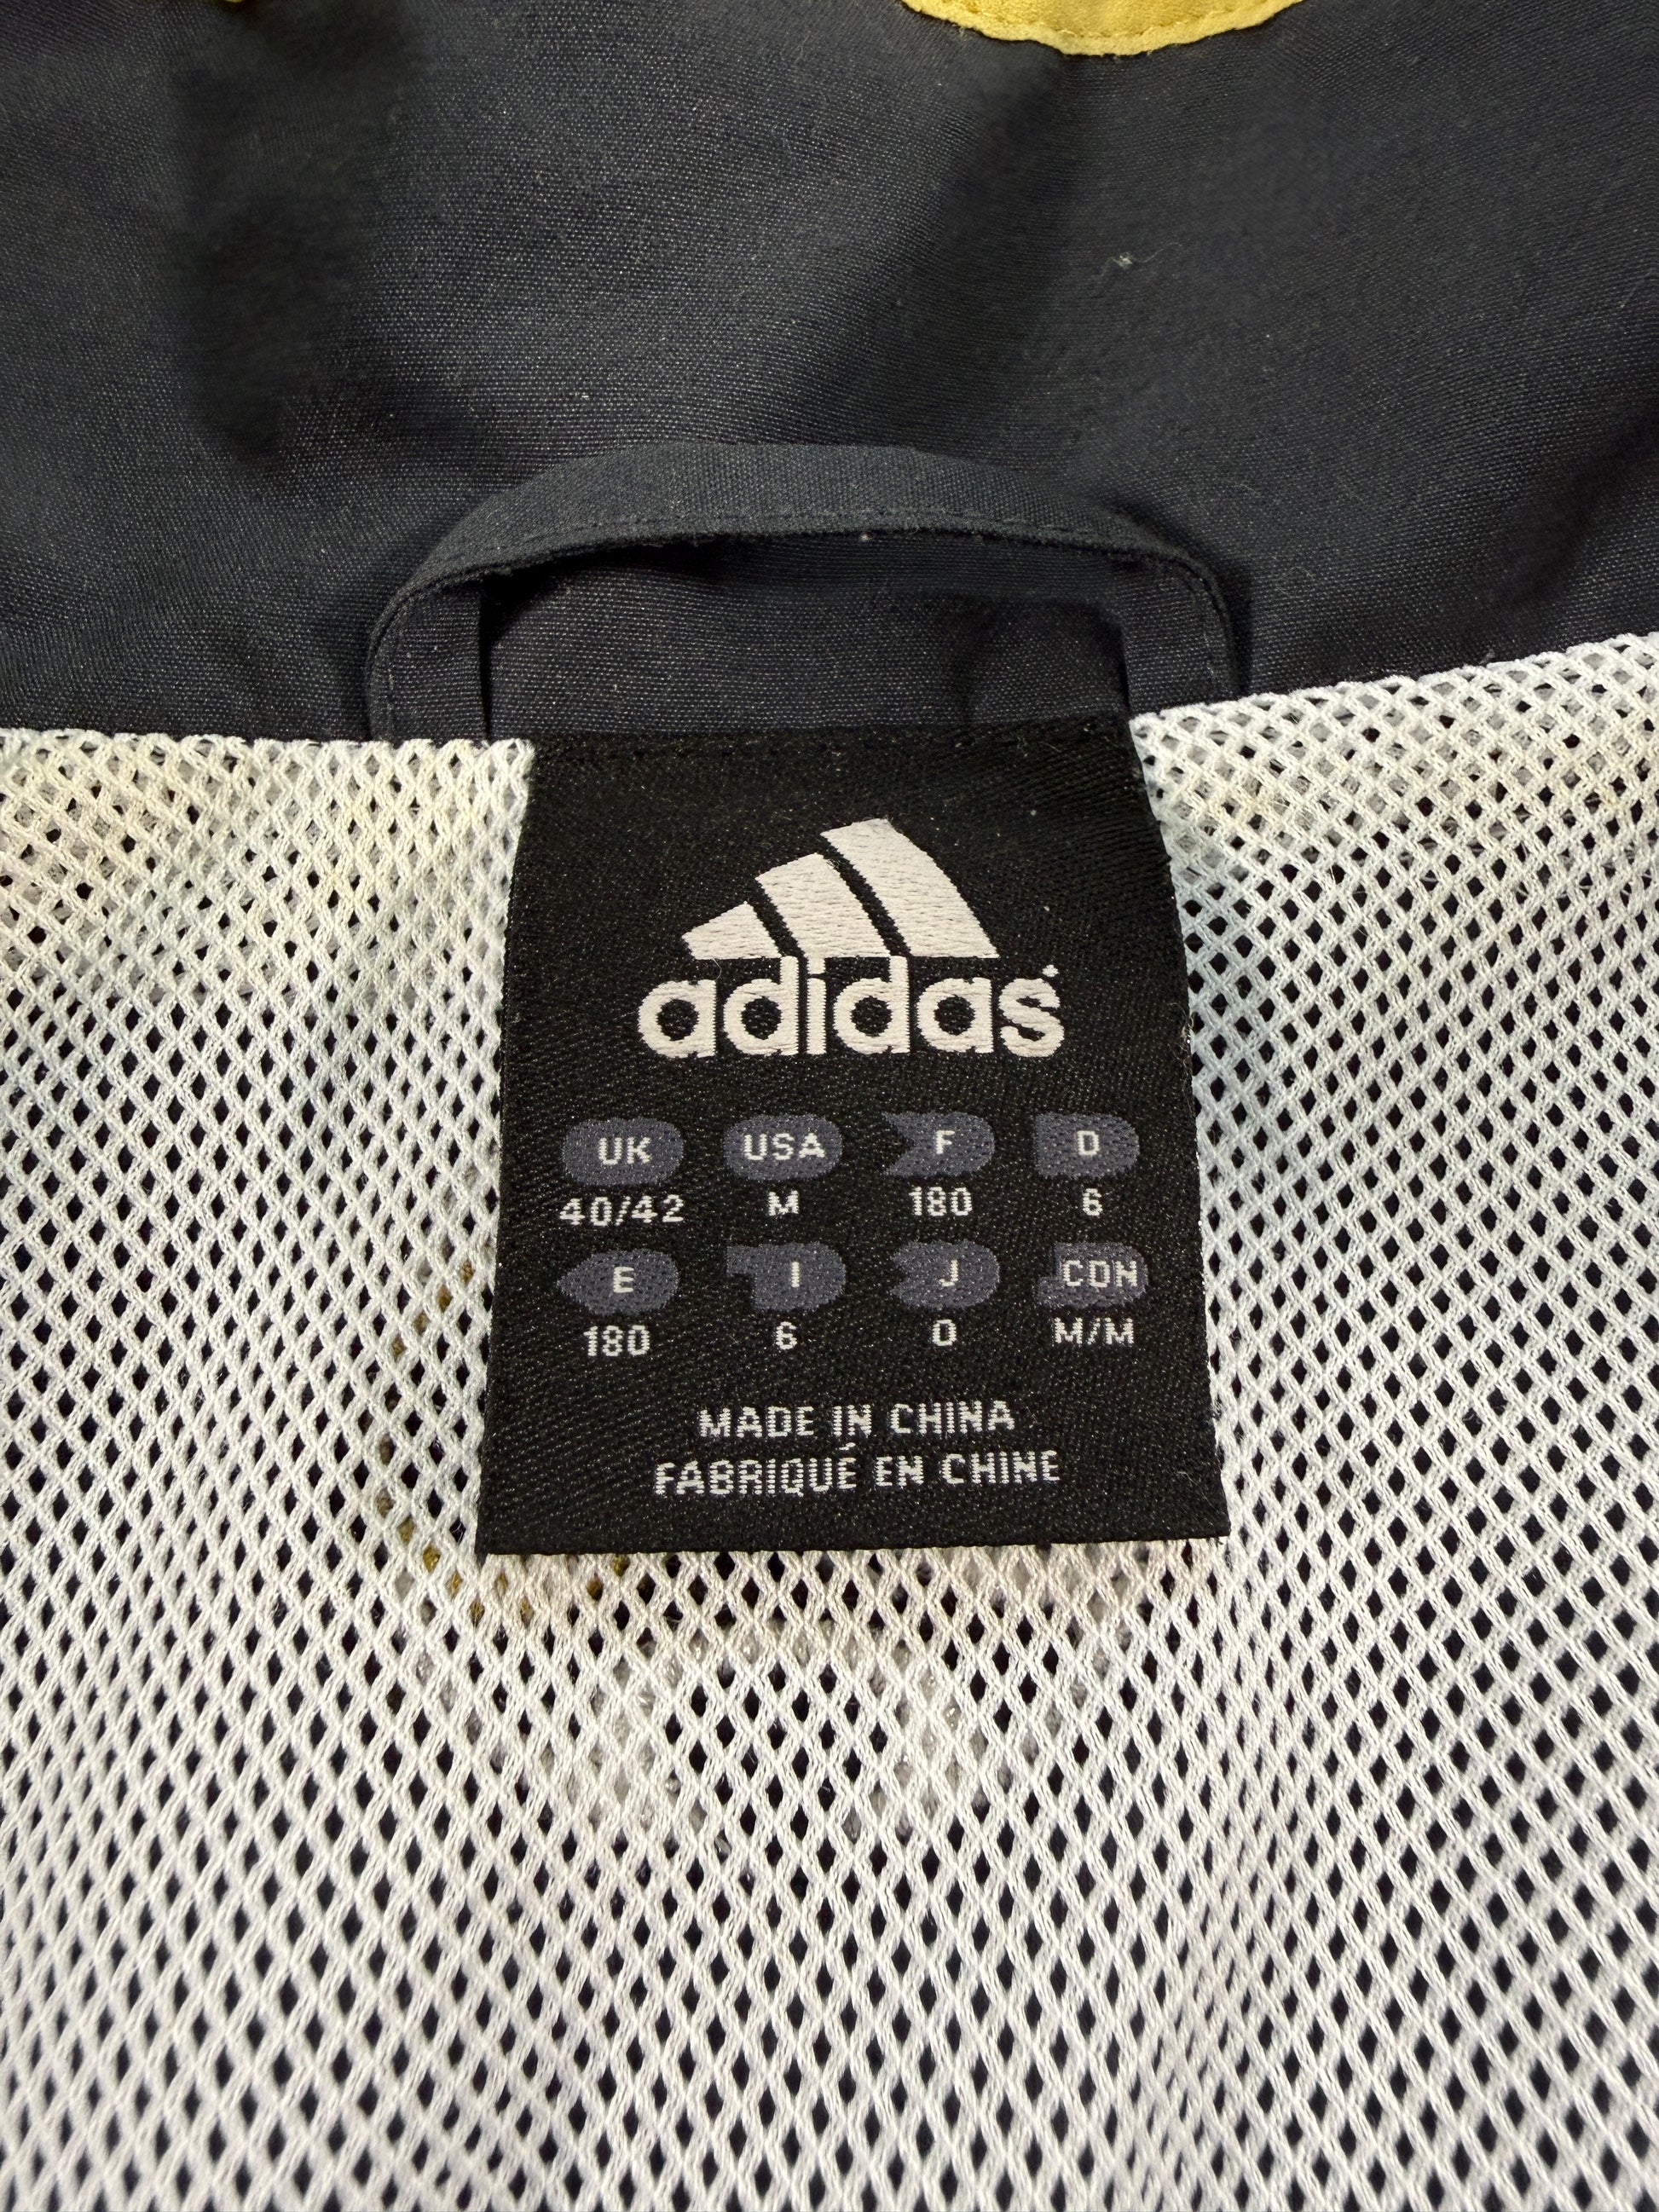 adidas
UK USA F D
40/42 M 180 6
E I J CDN
180 6 O M/M
MADE IN CHINA
FABRIQUÉ EN CHINE